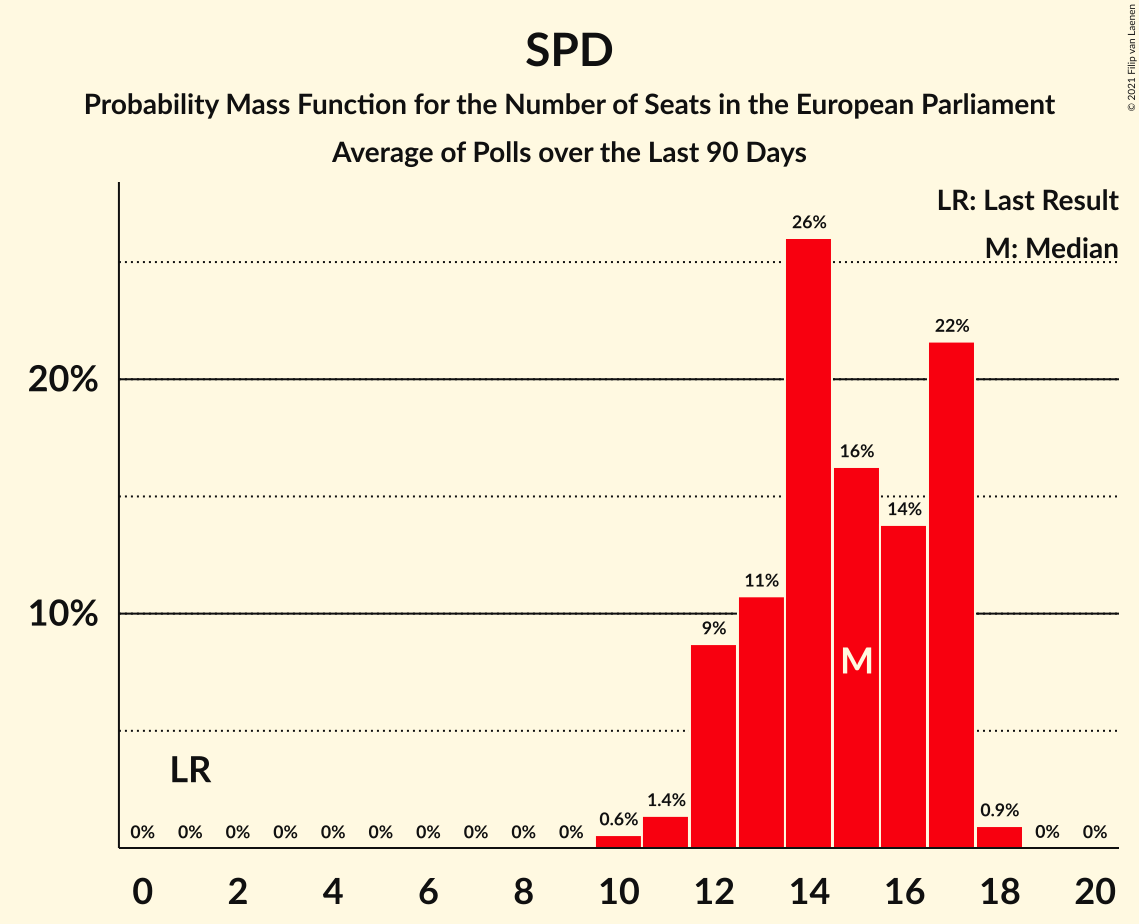 SPD
Probability Mass Function for the Number of Seats in the European Parliament
Average of Polls over the Last 90 Days
© 2021 Filip van Laenen
LR: Last Result
M: Median
26%
22%
20%
16%
14%
11%
10%
9%
M
LR
1.4%
0.9%
0.6%
0% 0% 0% 0% 0% 0% 0% 0% 0% 0% 0% 0%
0 2 4 6 8 10 12 14 16 18 20